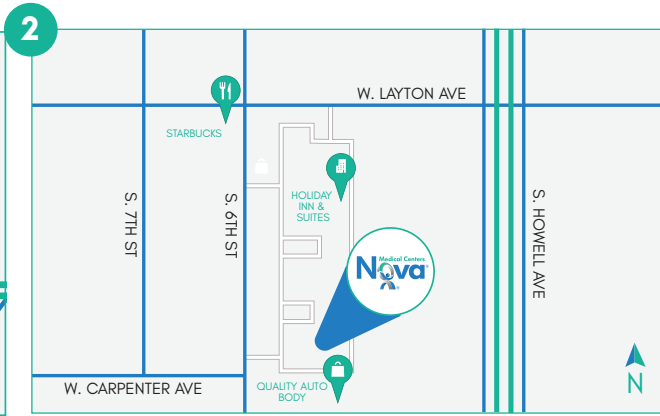 2
W. LAYTON AVE
STARBUCKS
S. 7TH ST
S. 6TH ST
HOLIDAY
INN &
SUITES
Medical Centers
Nova
S. HOWELL AVE
W. CARPENTER AVE
QUALITY AUTO
BODY
N